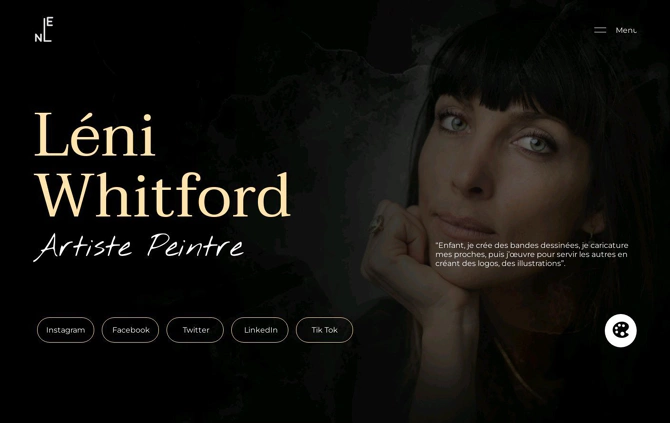 NLE
Menu
Léni
Whitford
Artiste Peintre
"Enfant, je crée des bandes dessinées, je caricature
mes proches, puis j'œuvre pour servir les autres en
créant des logos, des illustrations".
Instagram
Facebook
Twitter
LinkedIn
Tik Tok